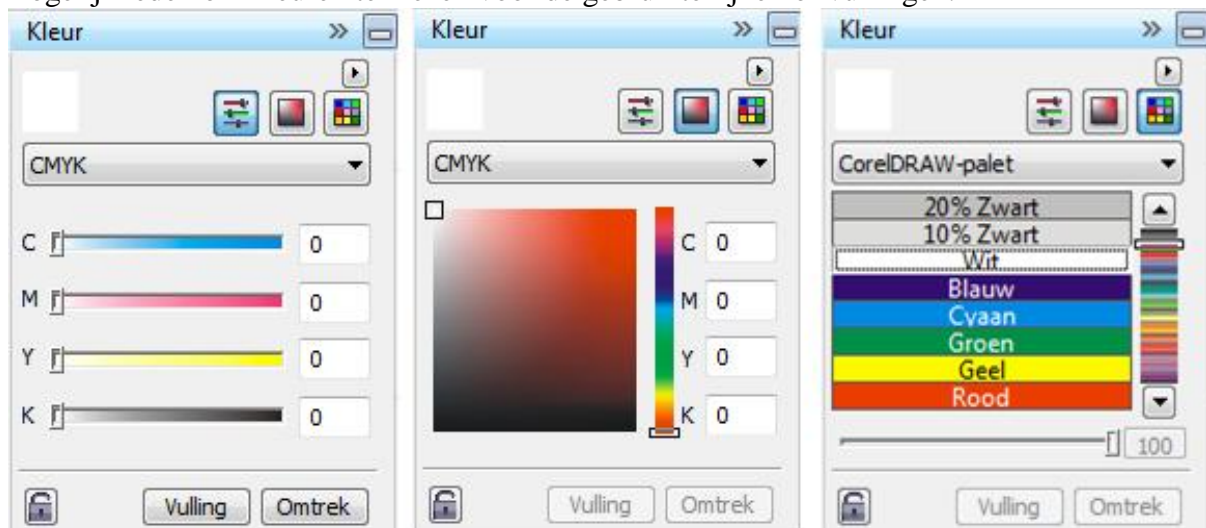 Kleur
CMYK
C 0
M 0
Y 0
K 0
Vulling Omtrek
Kleur
CMYK
C 0
M 0
Y 0
K 0
Vulling Omtrek
Kleur
CorelDRAW-palet
20% Zwart
10% Zwart
Wit
Blauw
Cyaan
Groen
Geel
Rood
100
Vulling Omtrek